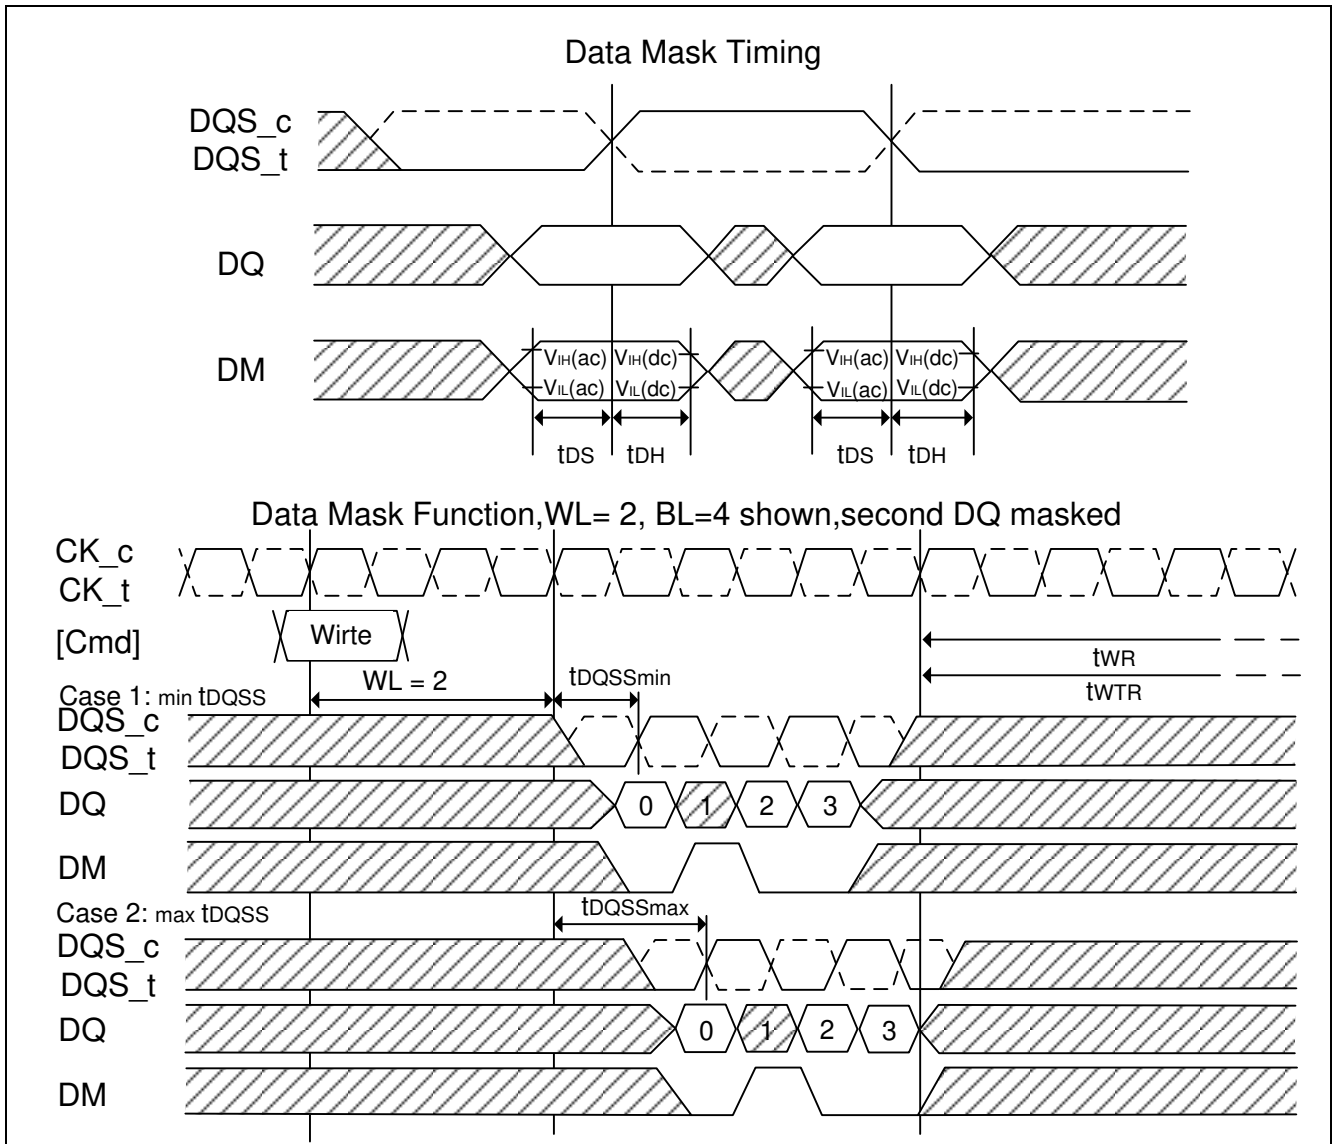 Data Mask Timing
DQS_c
DQS_t
DQ
DM
VIH(ac) VIH(dc) VIH(ac) VIH(dc)
VIL(ac) VIL(dc) VIL(ac) VIL(dc)
tDS tDH tDS tDH
Data Mask Function,WL= 2, BL=4 shown,second DQ masked
CK_c
CK_t
[Cmd] Wirte
tWR
WL = 2 tDQSSmin tWTR
Case 1: min tDQSS
DQS_c
DQS_t
DQ 0 1 2 3
DM
Case 2: max tDQSS tDQSSmax
DQS_c
DQS_t
DQ 0 1 2 3
DM